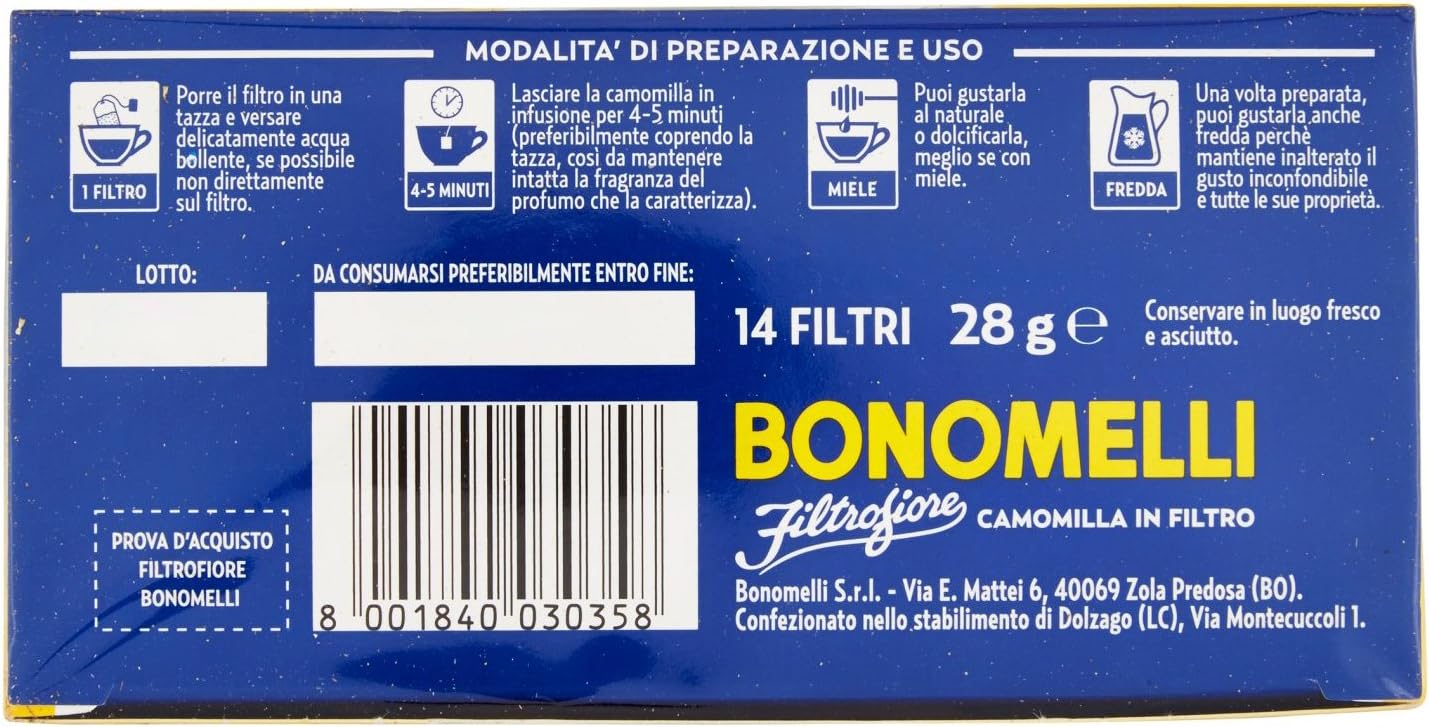 MODALITA' DI PREPARAZIONE E USO
1 FILTRO
Porre il filtro in una
tazza e versare
delicatamente acqua
bollente, se possibile
non direttamente
sul filtro.
4-5 MINUTI
Lasciare la camomilla in
infusione per 4-5 minuti
(preferibilmente coprendo la
tazza, così da mantenere
intatta la fragranza del
profumo che la caratterizza).
MIELE
Puoi gustarla
al naturale
o dolcificarla,
meglio se con
miele.
FREDDA
Una volta preparata,
puoi gustarla anche
fredda perchè
mantiene inalterato il
gusto inconfondibile
e tutte le sue proprietà.
LOTTO:
DA CONSUMARSI PREFERIBILMENTE ENTRO FINE:
14 FILTRI 28 g ℮
Conservare in luogo fresco
e asciutto.
PROVA D'ACQUISTO
FILTROFIORE
BONOMELLI
8 001840 030358
BONOMELLI
Filtrofiore CAMOMILLA IN FILTRO
Bonomelli S.r.l. - Via E. Mattei 6, 40069 Zola Predosa (BO).
Confezionato nello stabilimento di Dolzago (LC), Via Montecuccoli 1.